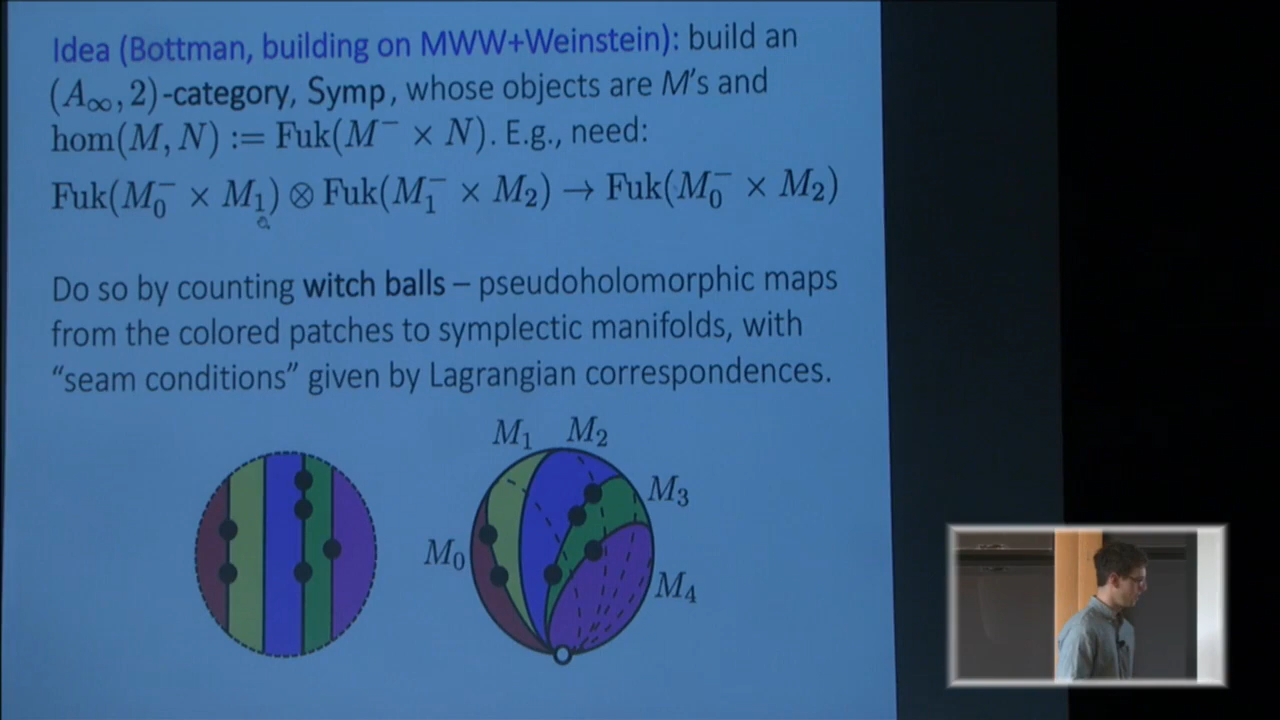 Idea (Bottman, building on MWW+Weinstein): build an
(A∞, 2)-category, Symp, whose objects are M's and
hom(M, N) := Fuk(M⁻ × N). E.g., need:
Fuk(M₀⁻ × M₁) ⊗ Fuk(M₁⁻ × M₂) → Fuk(M₀⁻ × M₂)
Do so by counting witch balls – pseudoholomorphic maps
from the colored patches to symplectic manifolds, with
“seam conditions” given by Lagrangian correspondences.
M₁ M₂
M₃
M₀
M₄